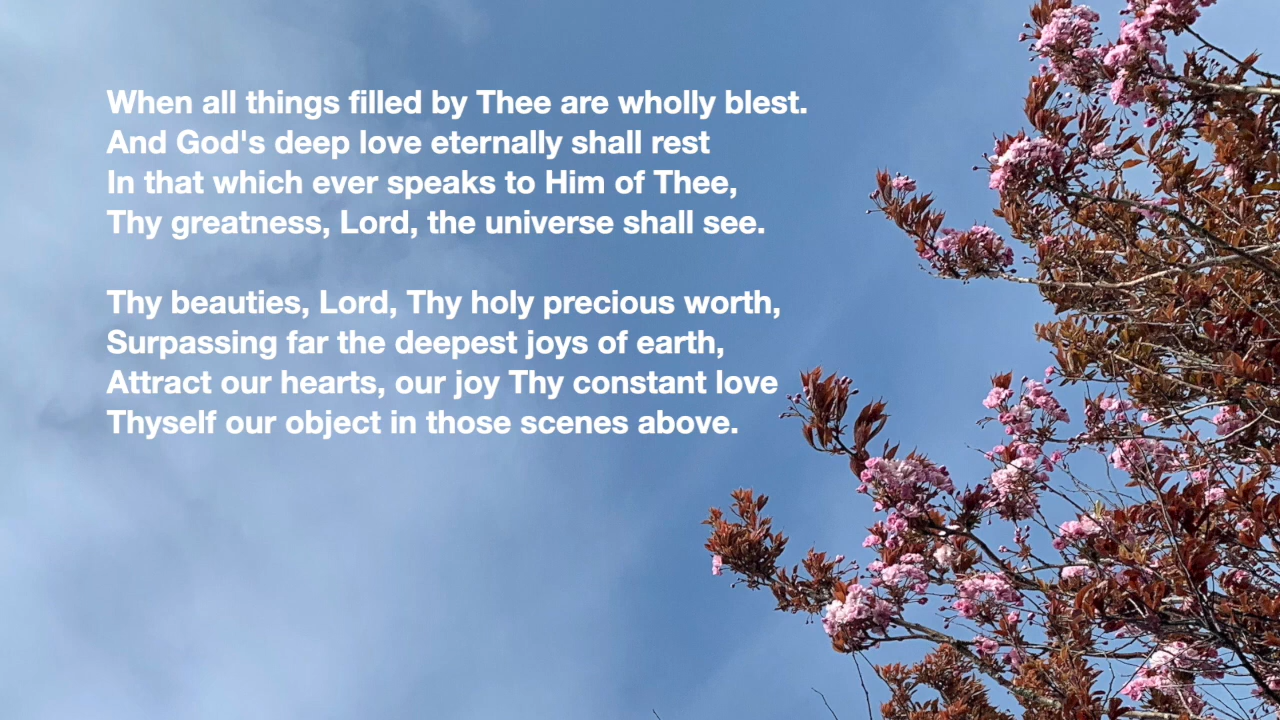 When all things filled by Thee are wholly blest.
And God's deep love eternally shall rest
In that which ever speaks to Him of Thee,
Thy greatness, Lord, the universe shall see.
Thy beauties, Lord, Thy holy precious worth,
Surpassing far the deepest joys of earth,
Attract our hearts, our joy Thy constant love
Thyself our object in those scenes above.